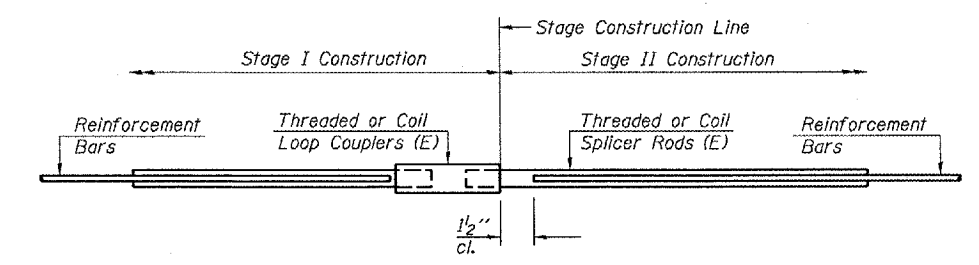 Stage Construction Line
Stage I Construction
Stage II Construction
Reinforcement
Bars
Threaded or Coil
Loop Couplers (E)
Threaded or Coil
Splicer Rods (E)
Reinforcement
Bars
1½"
cl.